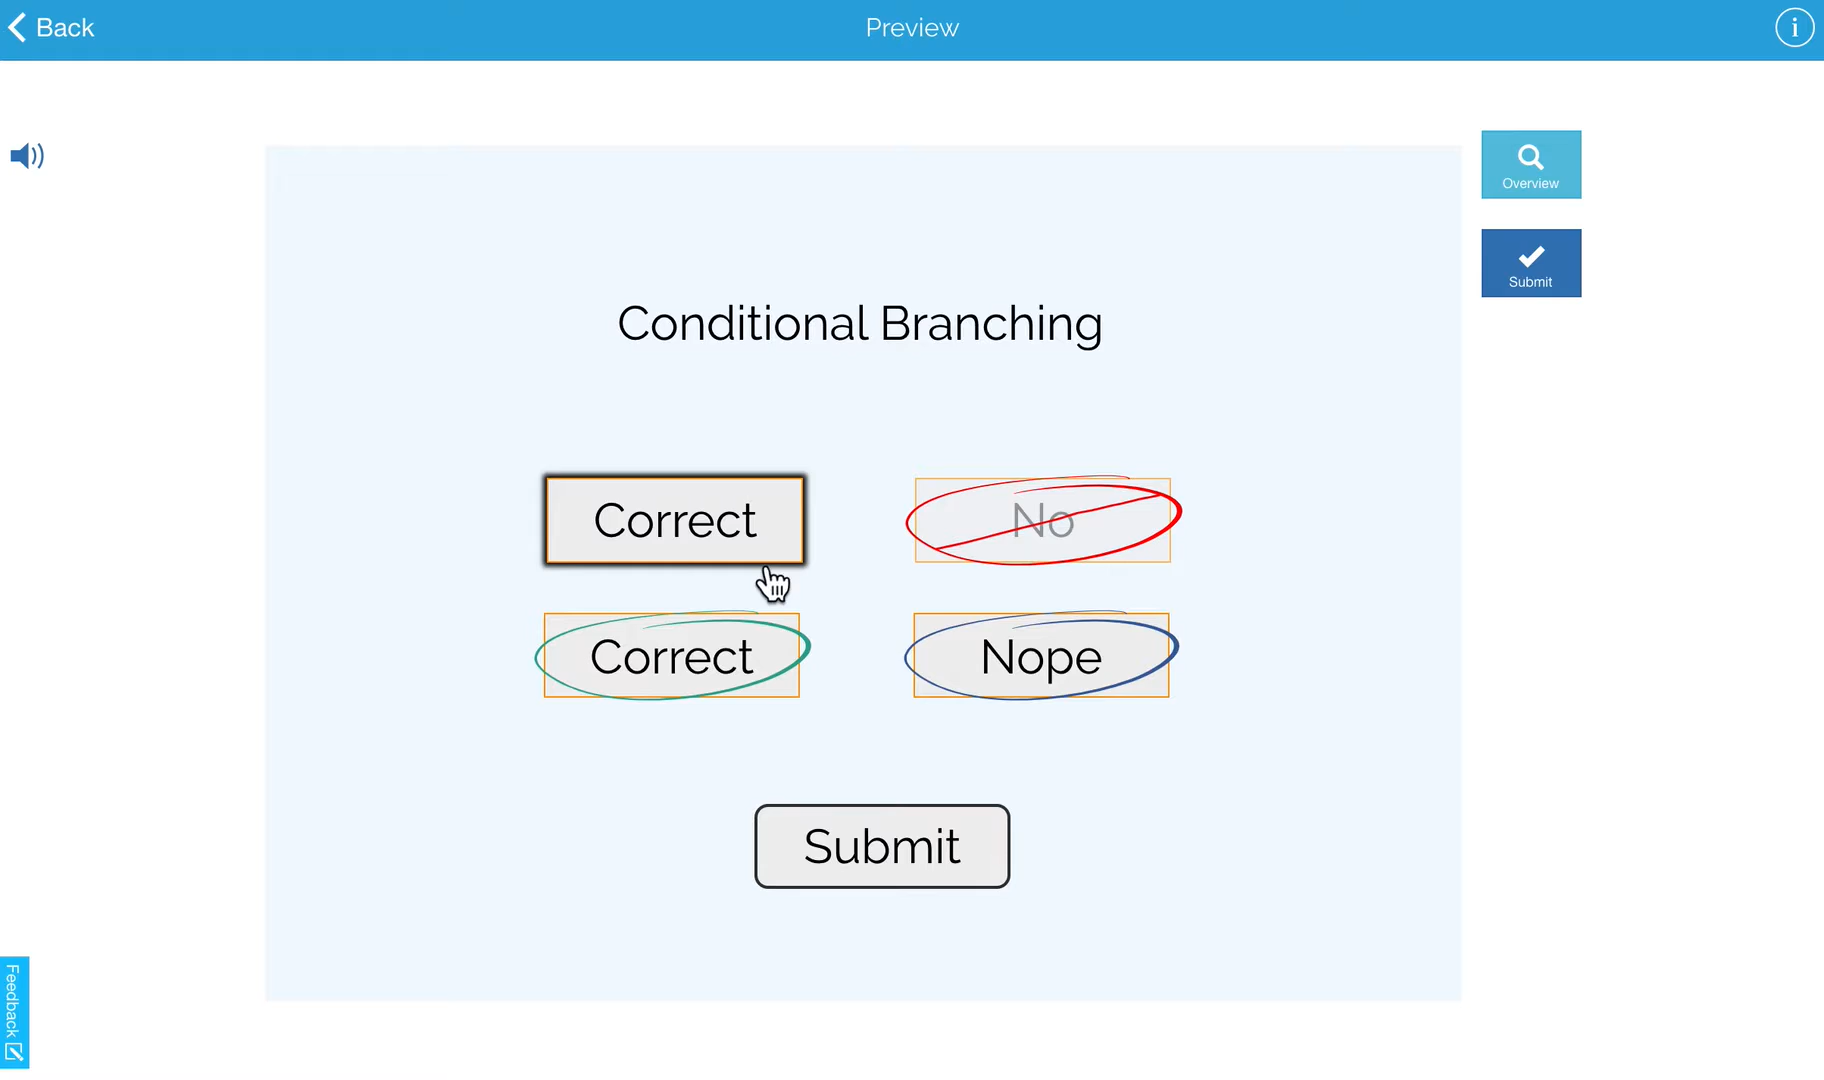 Back
Preview
i
Overview
Submit
Conditional Branching
Correct
No
Correct
Nope
Submit
Feedback